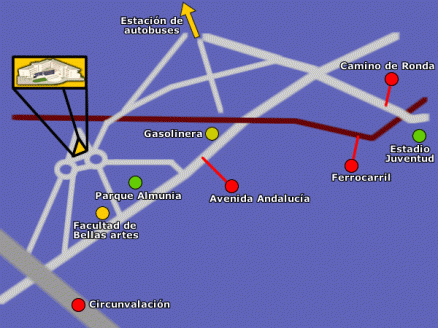 Estación de
autobuses
Camino de Ronda
Gasolinera
Estadio
Juventud
Ferrocarril
Parque Almunia
Avenida Andalucía
Facultad de
Bellas artes
Circunvalación